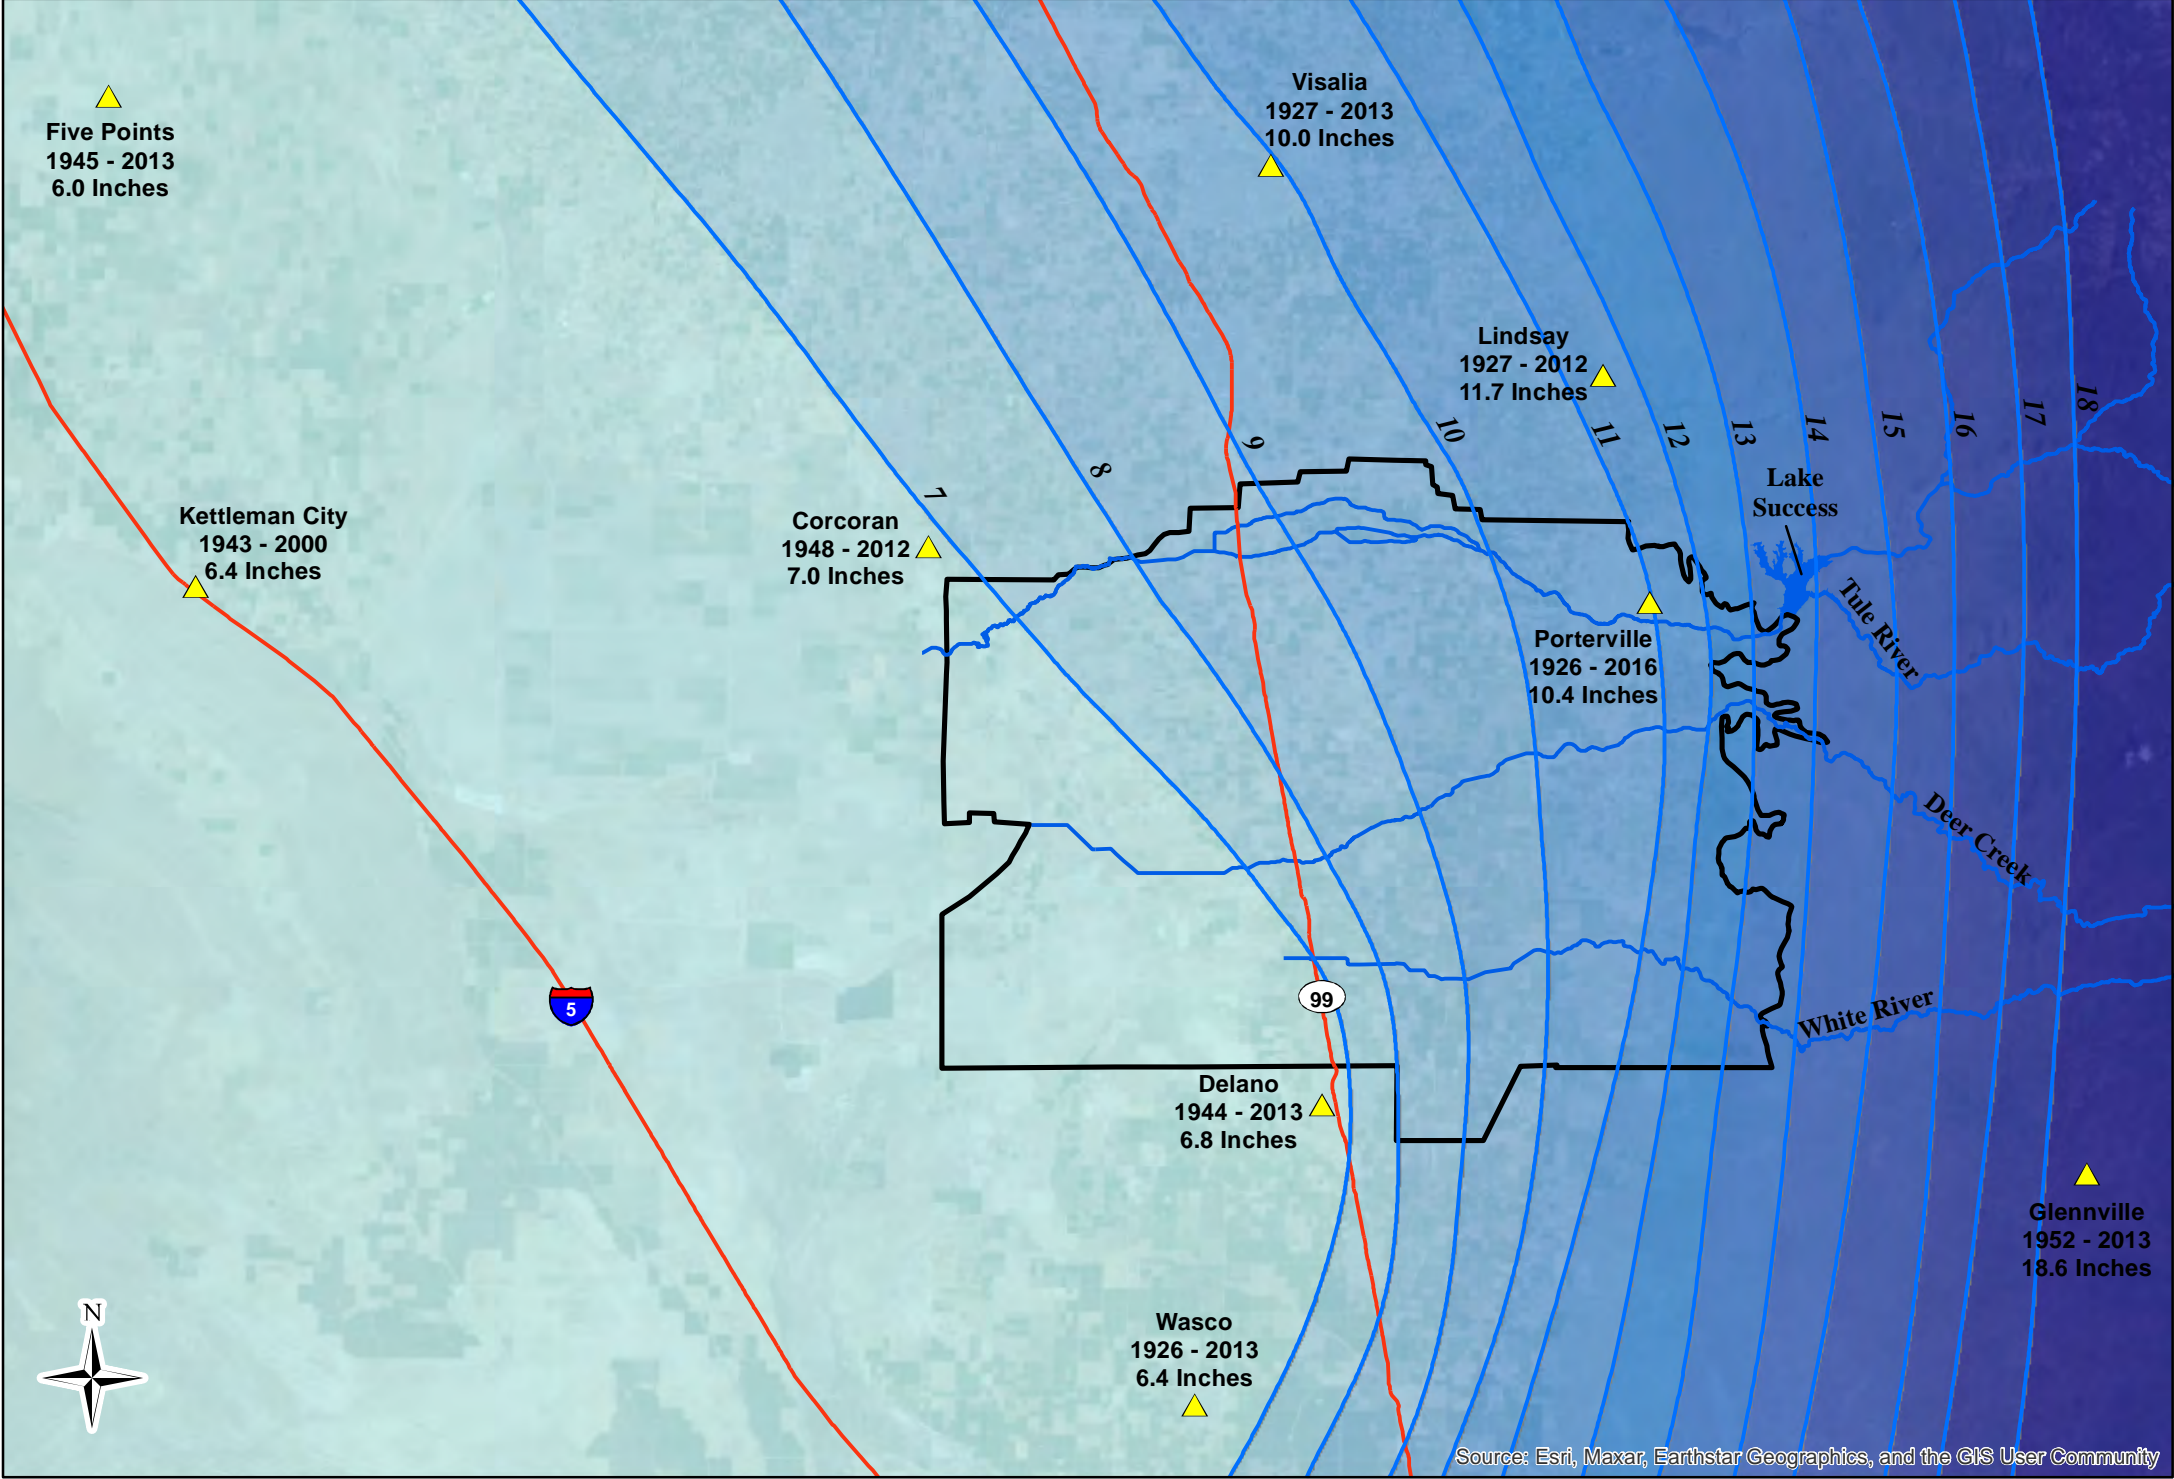 Visalia
1927 - 2013
10.0 Inches
Five Points
1945 - 2013
6.0 Inches
Lindsay
1927 - 2012
11.7 Inches
7
8
9
10
11
12
13
14
15
16
17
18
Lake
Success
Kettleman City
1943 - 2000
6.4 Inches
Corcoran
1948 - 2012
7.0 Inches
Tule River
Porterville
1926 - 2016
10.4 Inches
Deer Creek
5
99
White River
Delano
1944 - 2013
6.8 Inches
Glennville
1952 - 2013
18.6 Inches
N
Wasco
1926 - 2013
6.4 Inches
Source: Esri, Maxar, Earthstar Geographics, and the GIS User Community